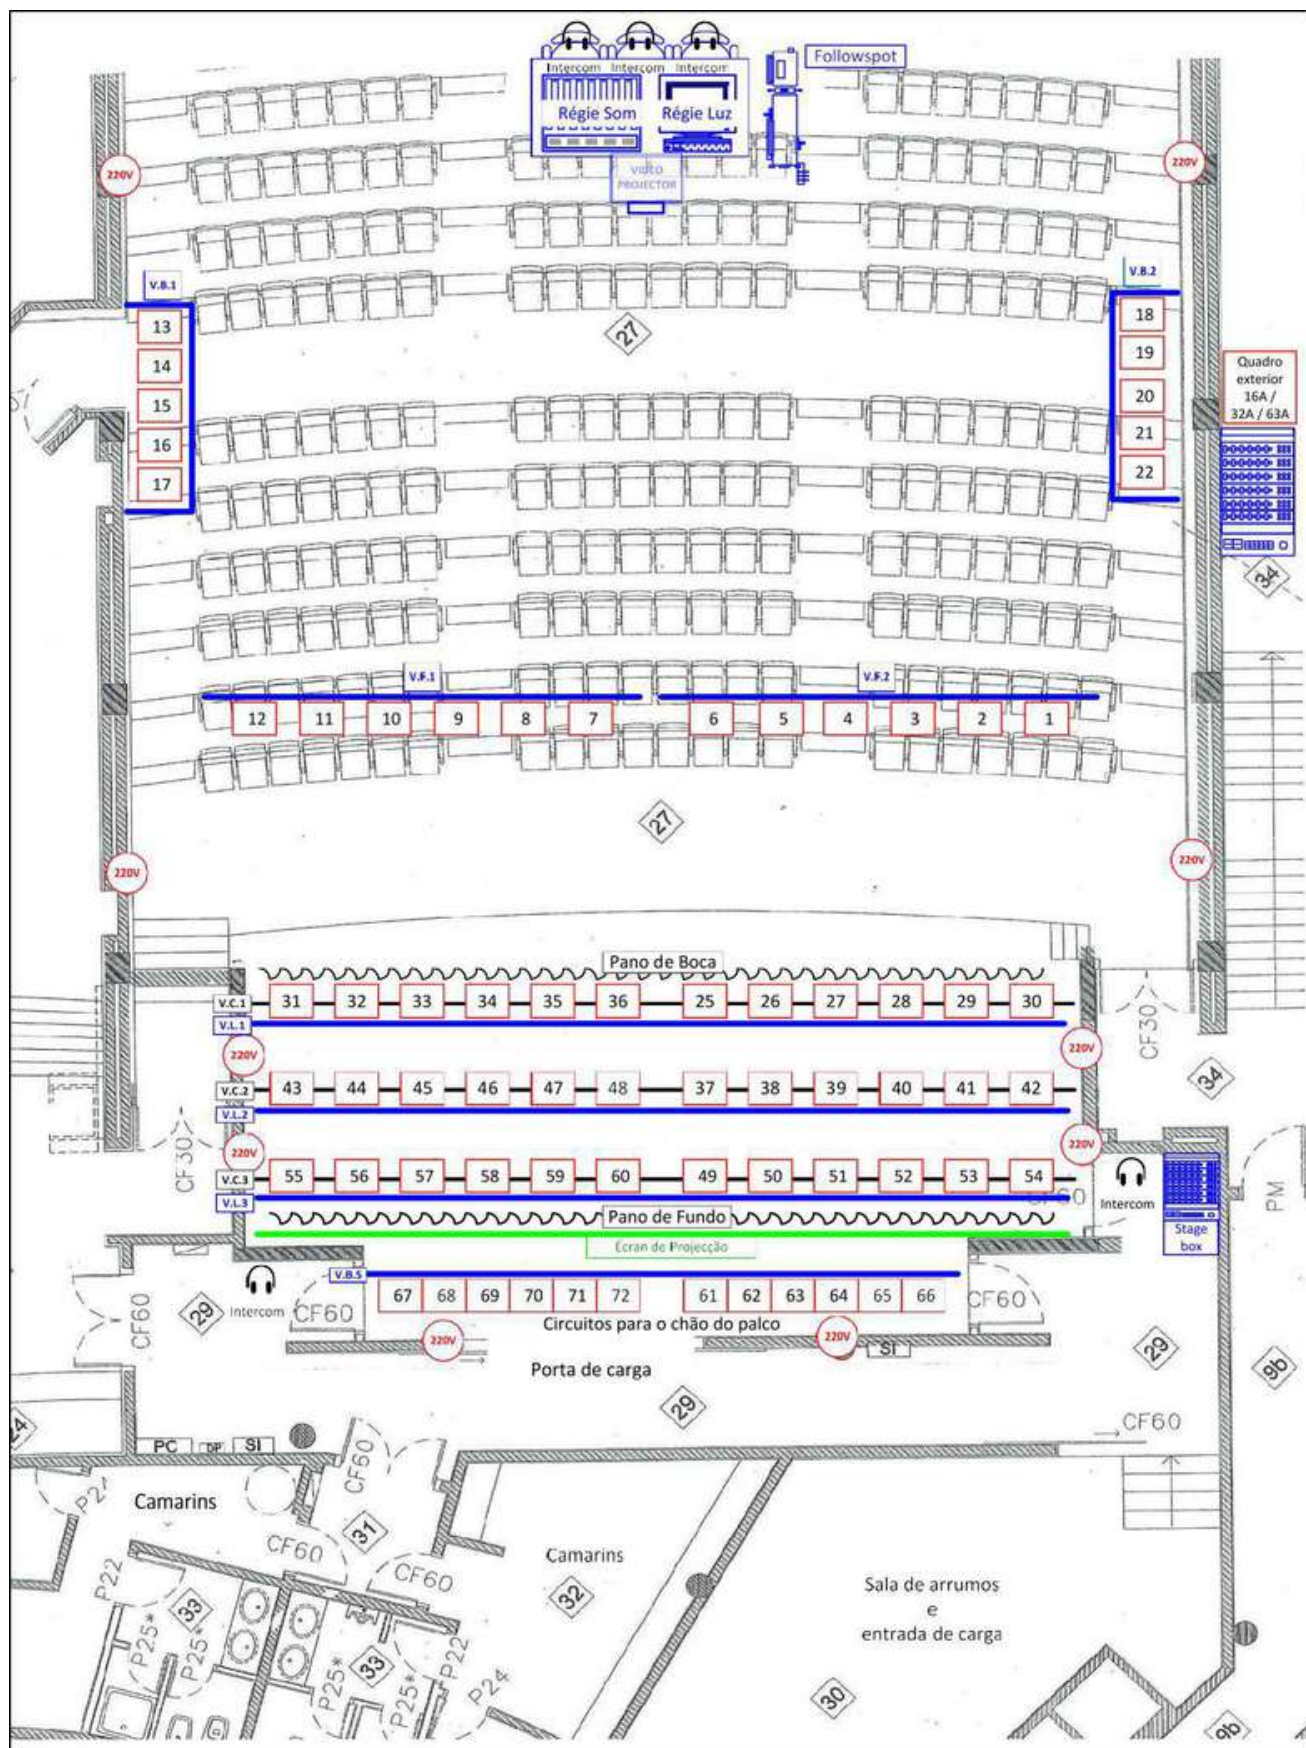 Followspot
Intercom Intercom Intercom
Régie Som Régie Luz
VIDEO
PROJECTOR
220V 220V
V.B.1 V.B.2
13
14
15
16
17
18
19
20
21
22
27
Quadro
exterior
16A /
32A / 63A
34
V.F.1 V.F.2
12 11 10 9 8 7 6 5 4 3 2 1
27
220V 220V
Pano de Boca
V.C.1 31 32 33 34 35 36 25 26 27 28 29 30
V.L.1
220V 220V
CF30
34
V.C.2 43 44 45 46 47 48 37 38 39 40 41 42
V.L.2
220V 220V
CF30
V.C.3 55 56 57 58 59 60 49 50 51 52 53 54
V.L.3
CF60
Intercom
PM
Pano de Fundo
Stage
box
Écran de Projecção
V.B.S
Intercom
29
CF60
CF60
67 68 69 70 71 72 61 62 63 64 65 66
CF60
Circuitos para o chão do palco
220V 220V
SI
29
9b
Porta de carga
29
CF60
24
PC DP SI
CF60
P24
Camarins
31
CF60
CF60
Camarins
32
P22
33
P25*
P25*
33
P25*
P25*
P22
P24
Sala de arrumos
e
entrada de carga
30
9b